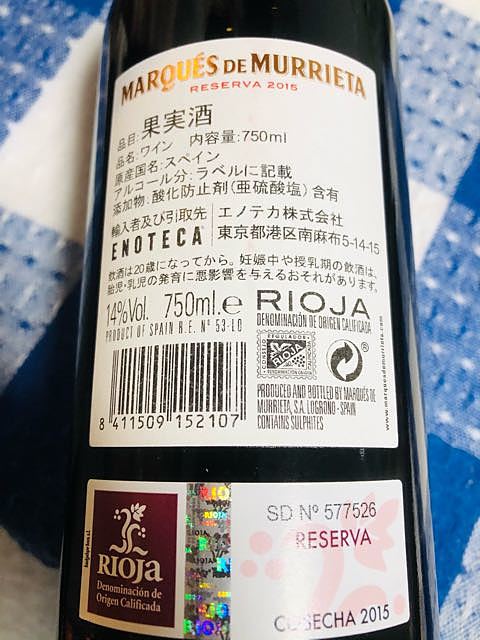 MARQUÉS DE MURRIETA
RESERVA 2015
品目:果実酒
品名:ワイン 内容量:750ml
原産国名:スペイン
アルコール分:ラベルに記載
添加物:酸化防止剤(亜硫酸塩)含有
輸入者及び引取先 エノテカ株式会社
ENOTECA 東京都港区南麻布5-14-15
飲酒は20歳になってから。妊娠中や授乳期の飲酒は、
胎児・乳児の発育に悪影響を与えるおそれがあります。
14%Vol. 750ml.e
PRODUCT OF SPAIN R.E. Nº 53-LO
RIOJA
DENOMINACIÓN DE ORIGEN CALIFICADA
CONSEJO REGULADOR
RIOJA
PRODUCED AND BOTTLED BY MARQUÉS DE
MURRIETA, S.A. LOGROÑO - SPAIN
CONTAINS SULPHITES
www.marquesdemurrieta.com
8 411509 152107
RIOJA
Denominación de
Origen Calificada
RIOJA
SD Nº 577526
RESERVA
COSECHA 2015